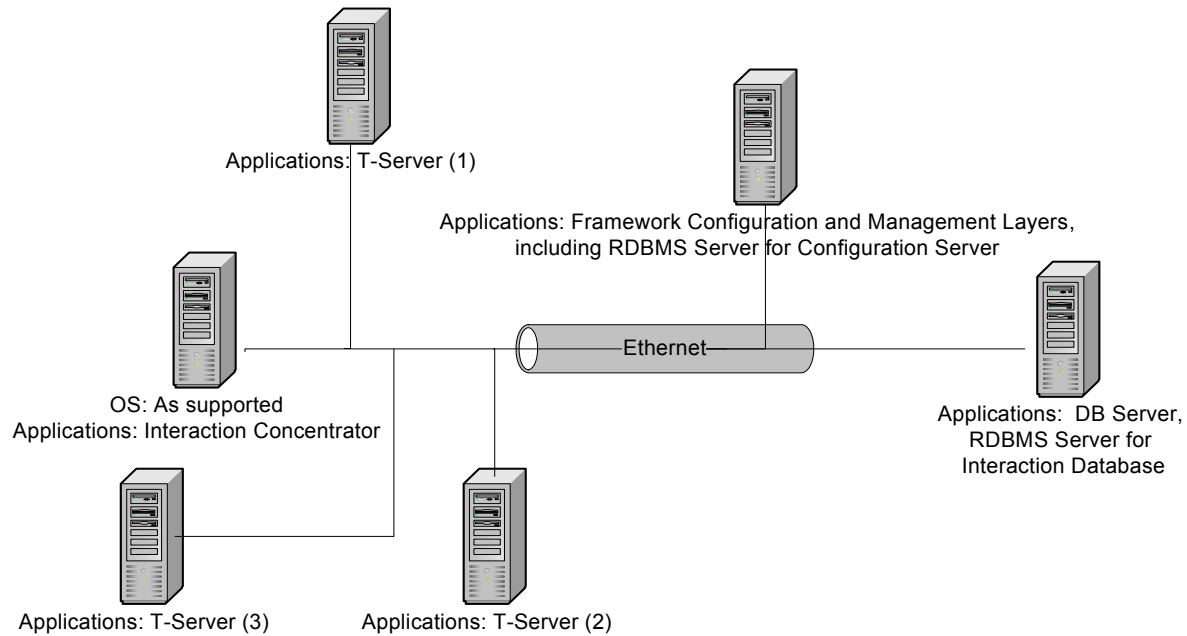 Applications: T-Server (1)
Applications: Framework Configuration and Management Layers,
including RDBMS Server for Configuration Server
Ethernet
OS: As supported
Applications: Interaction Concentrator
Applications: DB Server,
RDBMS Server for
Interaction Database
Applications: T-Server (3)
Applications: T-Server (2)